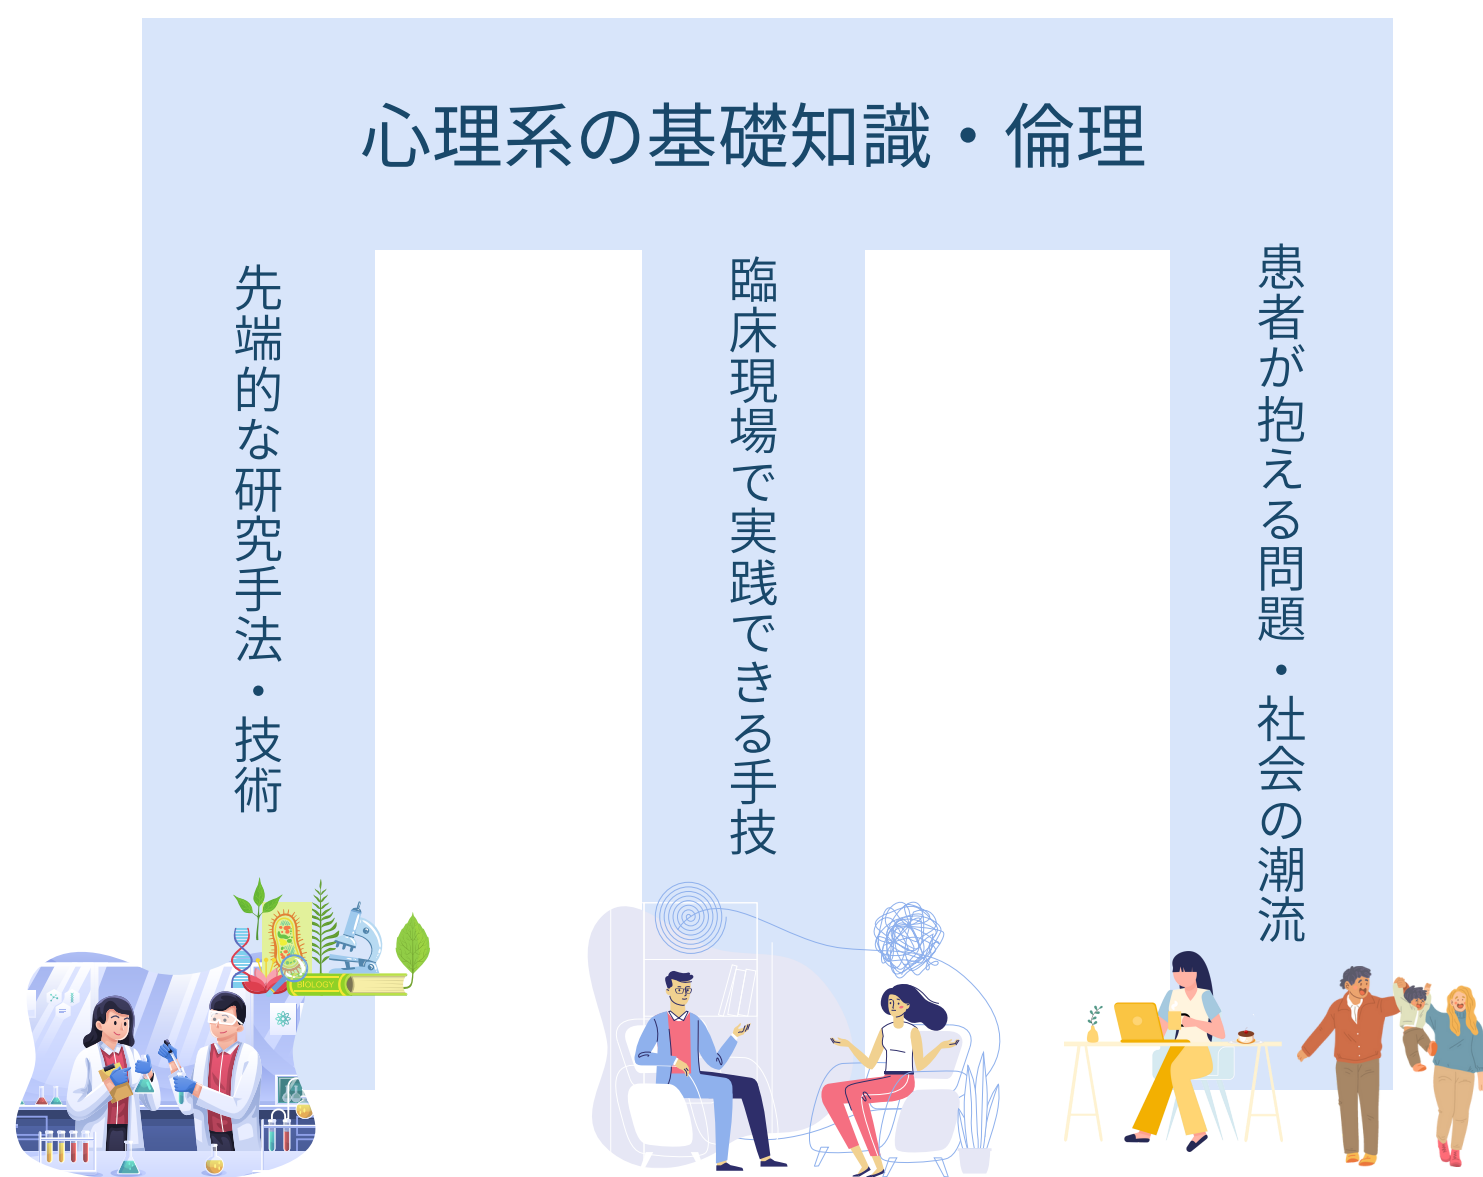 心理系の基礎知識・倫理
先端的な研究手法・技術
臨床現場で実践できる手技
患者が抱える問題・社会の潮流
BIOLOGY